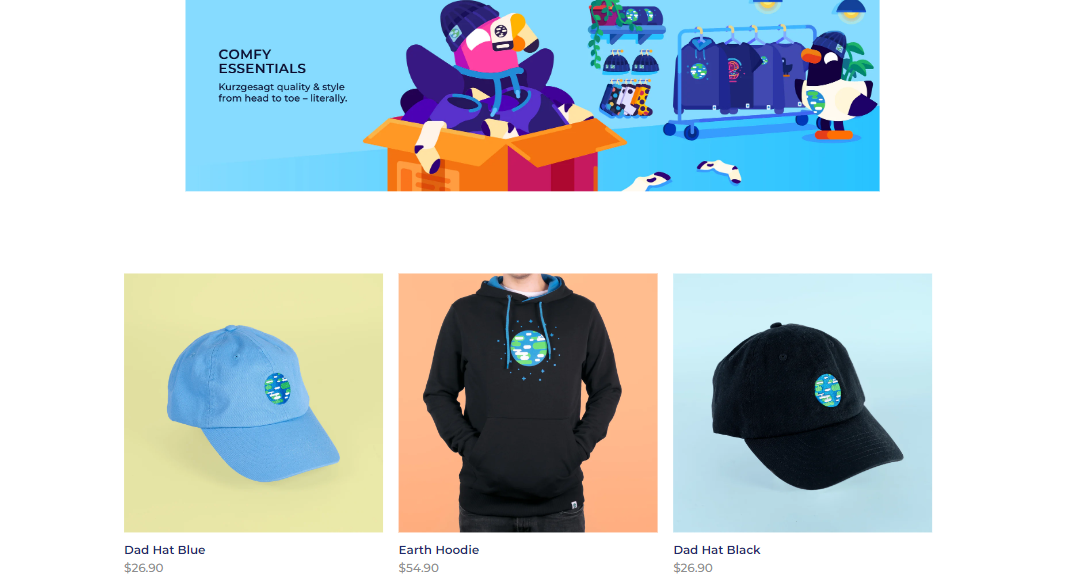 COMFY
ESSENTIALS
Kurzgesagt quality & style
from head to toe – literally.
Dad Hat Blue
$26.90
Earth Hoodie
$54.90
Dad Hat Black
$26.90